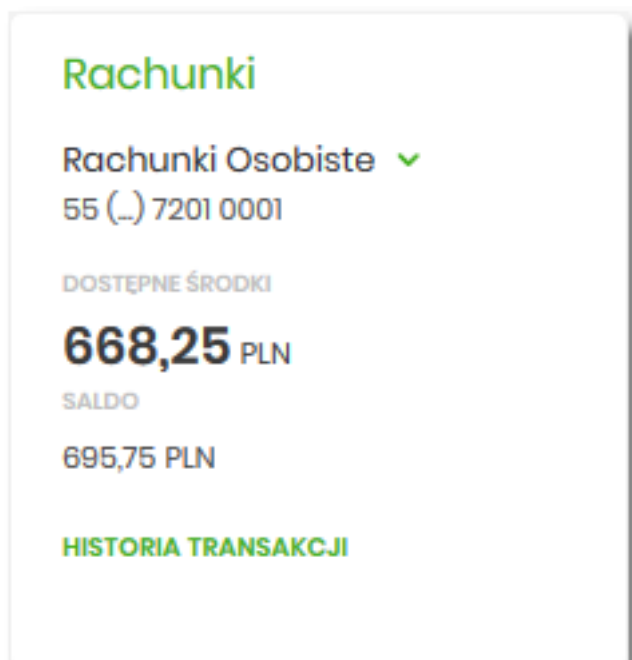 Rachunki
Rachunki Osobiste
55 (...) 7201 0001
DOSTĘPNE ŚRODKI
668,25 PLN
SALDO
695,75 PLN
HISTORIA TRANSAKCJI